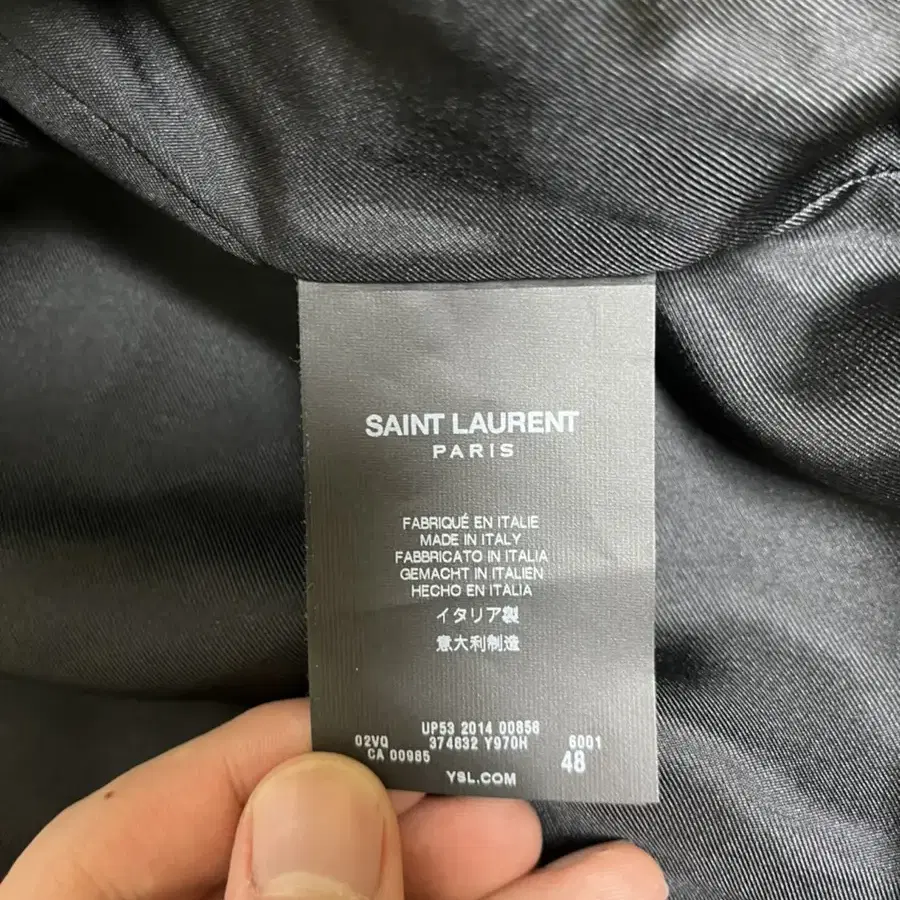 SAINT LAURENT
PARIS
FABRIQUÉ EN ITALIE
MADE IN ITALY
FABBRICATO IN ITALIA
GEMACHT IN ITALIEN
HECHO EN ITALIA
イタリア製
意大利制造
UP53 2014 00856
02VQ 374632 Y970H 6001
CA 00985 48
YSL.COM